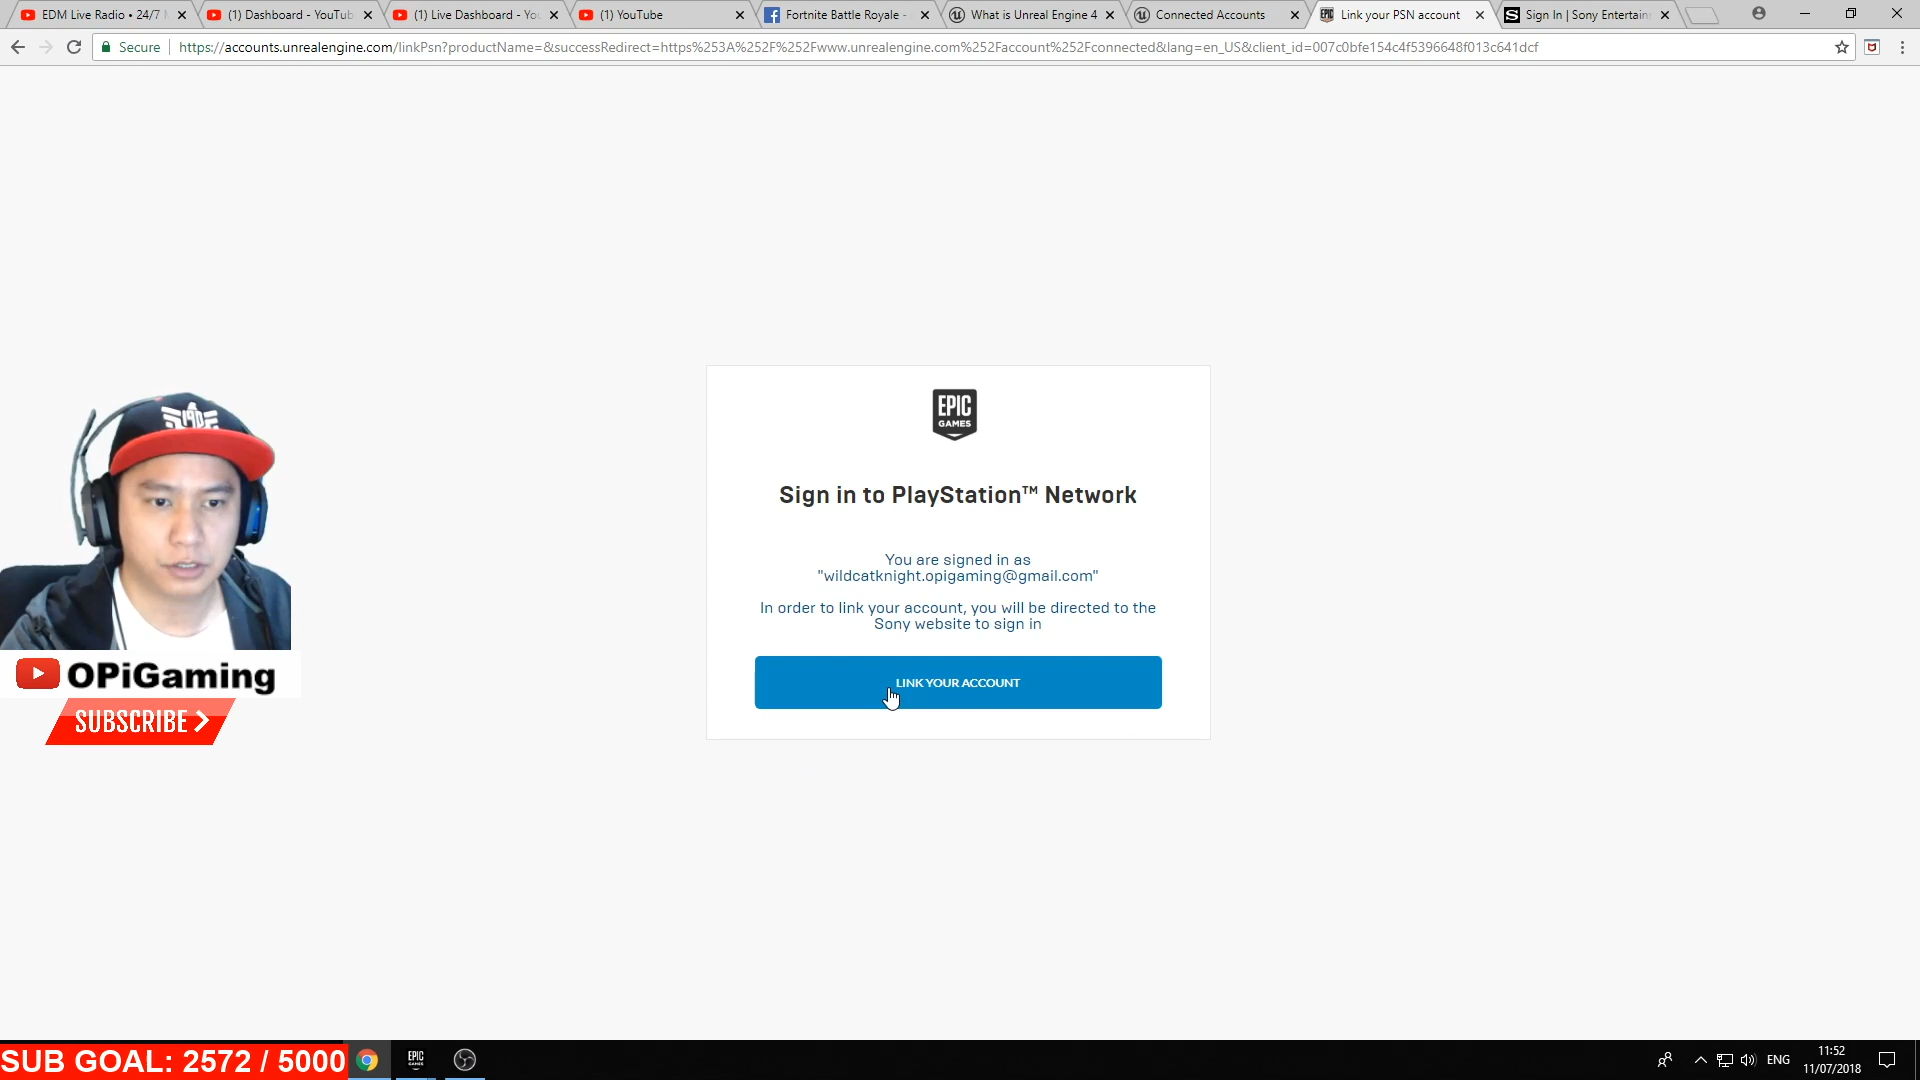 EDM Live Radio • 24/7
(1) Dashboard - YouTub
(1) Live Dashboard - You
(1) YouTube
Fortnite Battle Royale -
What is Unreal Engine 4
Connected Accounts
Link your PSN account
Sign In | Sony Entertain
Secure
https://accounts.unrealengine.com/linkPsn?productName=&successRedirect=https%253A%252F%252Fwww.unrealengine.com%252Faccount%252Fconnected&lang=en_US&client_id=007c0bfe154c4f5396648f013c641dcf
EPIC
GAMES
Sign in to PlayStation™ Network
You are signed in as
"wildcatknight.opigaming@gmail.com"
In order to link your account, you will be directed to the
Sony website to sign in
LINK YOUR ACCOUNT
OPiGaming
SUBSCRIBE
SUB GOAL: 2572 / 5000
EPIC
GAMES
ENG
11:52
11/07/2018